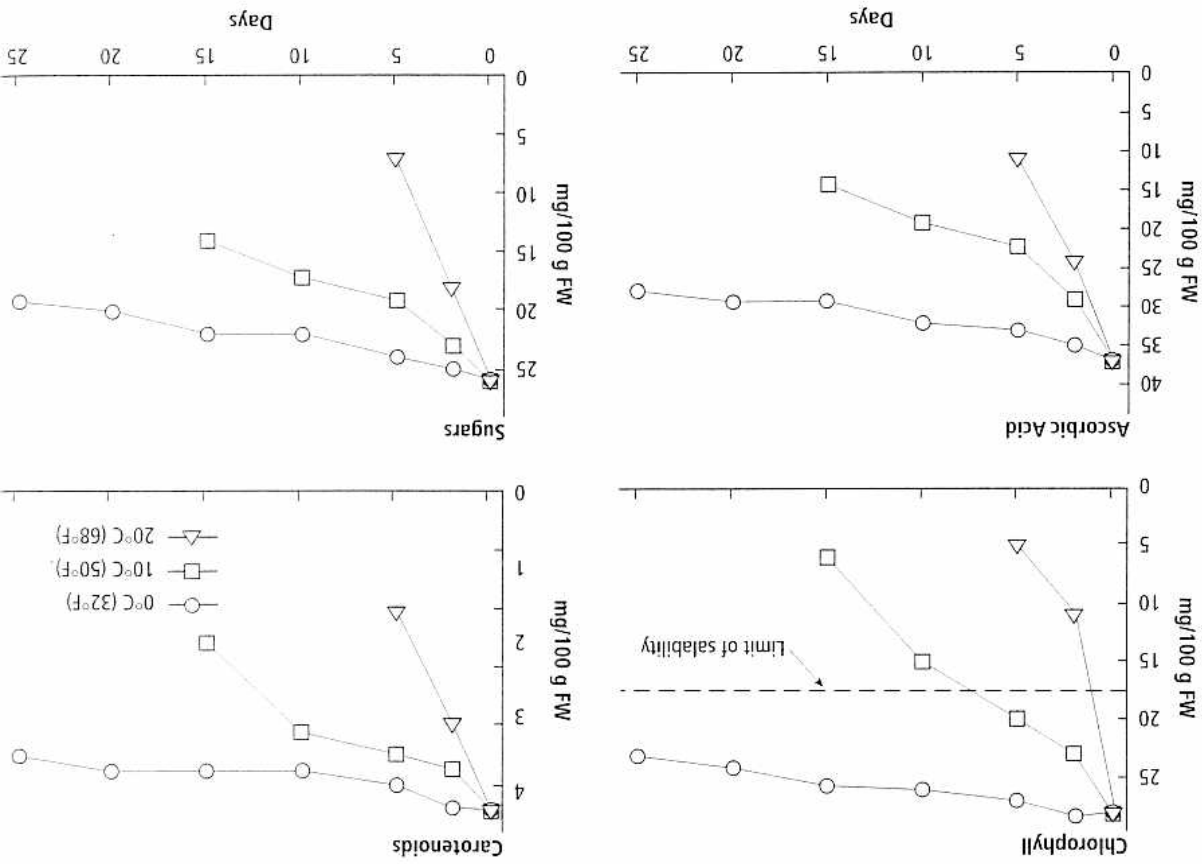 Chlorophyll
25
20
15
10
5
0
mg/100 g FW
Limit of salability
Carotenoids
4
3
2
1
0
mg/100 g FW
0°C (32°F)
10°C (50°F)
20°C (68°F)
Ascorbic Acid
40
35
30
25
20
15
10
5
0
mg/100 g FW
0 5 10 15 20 25
Days
Sugars
25
20
15
10
5
0
mg/100 g FW
0 5 10 15 20 25
Days